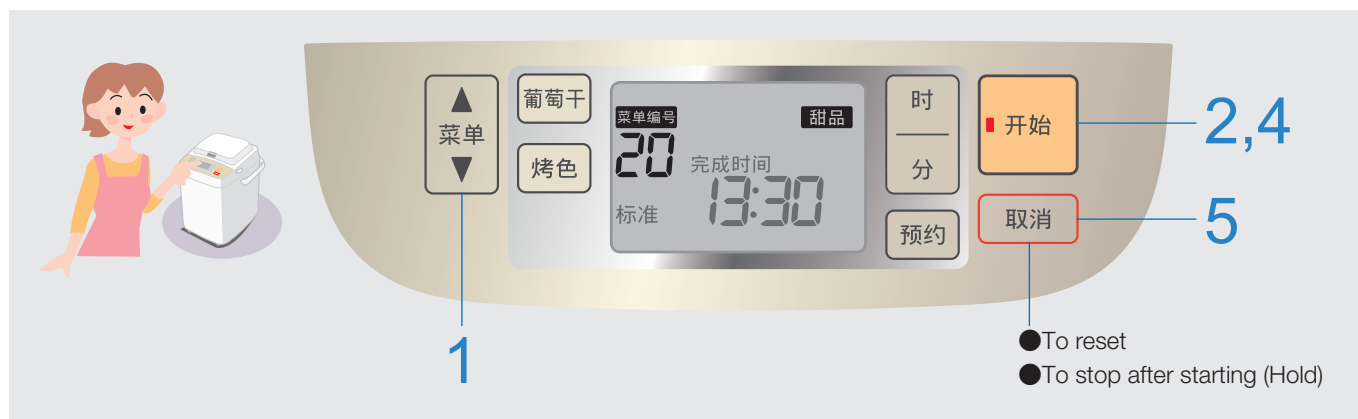 ▲
菜单
▼
葡萄干
烤色
菜单编号
甜品
20
完成时间
13:30
标准
时
分
预约
开始
取消
2,4
5
1
●To reset
●To stop after starting (Hold)